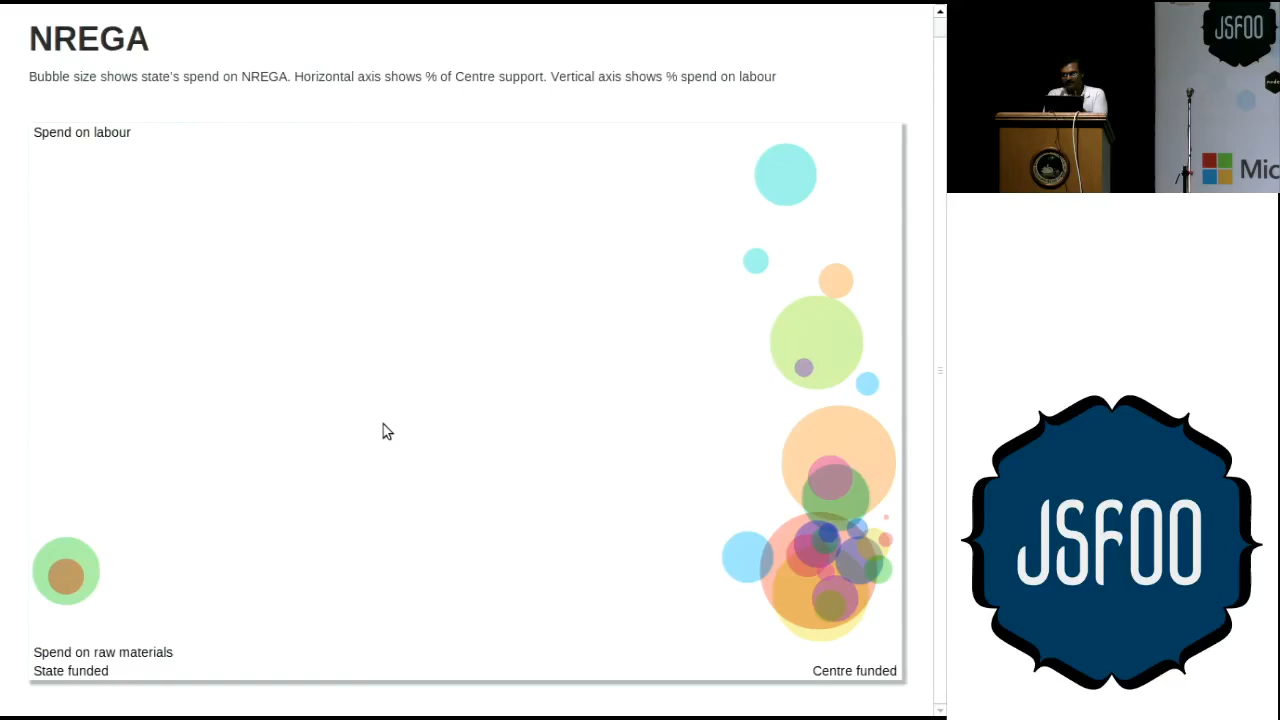 NREGA
Bubble size shows state's spend on NREGA. Horizontal axis shows % of Centre support. Vertical axis shows % spend on labour
Spend on labour
Spend on raw materials
State funded
Centre funded
JSFOO
Mic
JSFOO